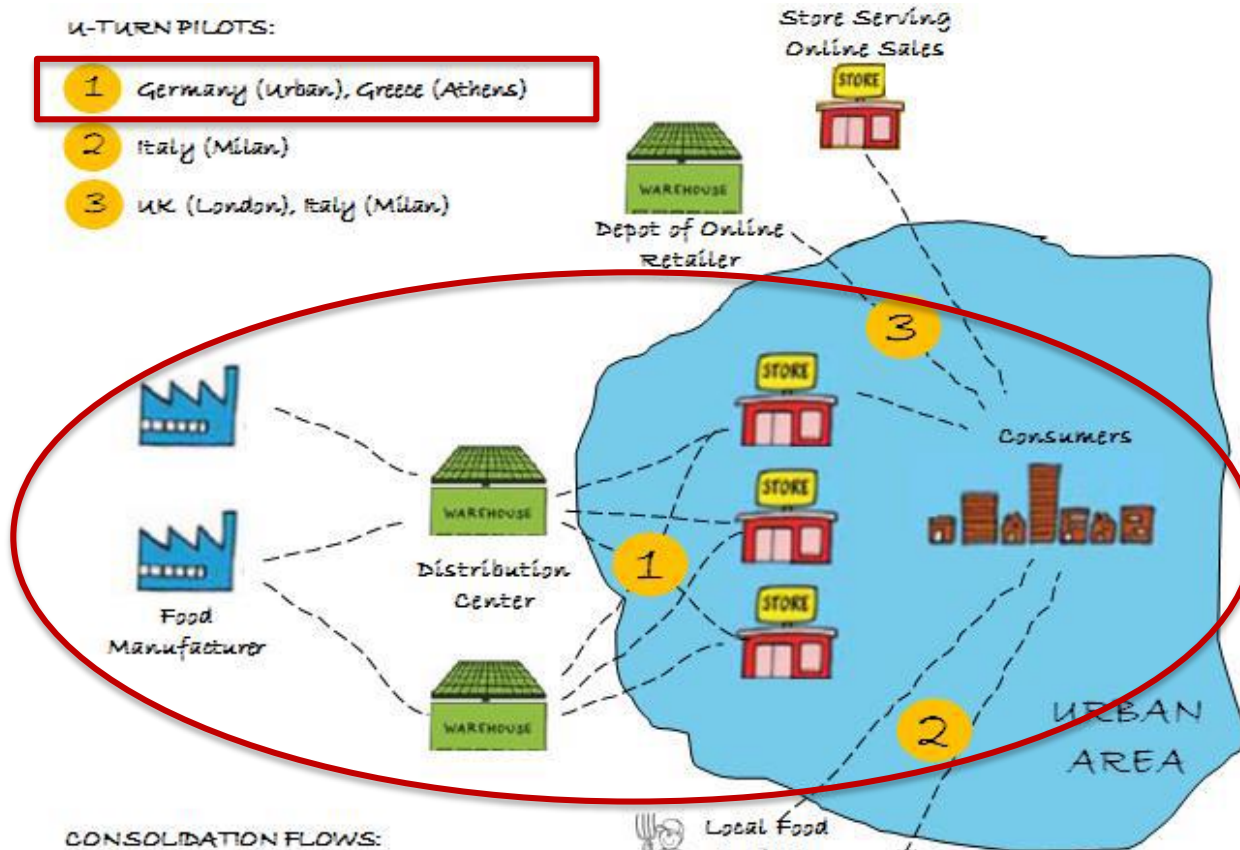 U-TURN PILOTS:
1 Germany (Urban), Greece (Athens)
2 Italy (Milan)
3 UK (London), Italy (Milan)
Store Serving
Online Sales
STORE
WAREHOUSE
Depot of Online
Retailer
3
STORE
Consumers
WAREHOUSE
STORE
Distribution
Center
1
STORE
Food
Manufacturer
WAREHOUSE
2
URBAN
AREA
CONSOLIDATION FLOWS:
Local Food